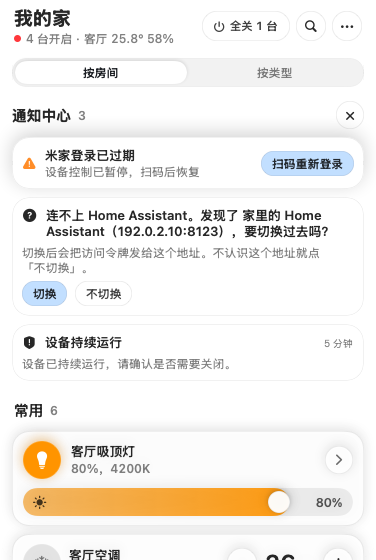 我的家
4 台开启 · 客厅 25.8° 58%
全关 1 台
按房间
按类型
通知中心 3
米家登录已过期
设备控制已暂停，扫码后恢复
扫码重新登录
连不上 Home Assistant。发现了 家里的 Home
Assistant（192.0.2.10:8123），要切换过去吗?
切换后会把访问令牌发给这个地址。不认识这个地址就点
「不切换」。
切换
不切换
设备持续运行
5 分钟
设备已持续运行，请确认是否需要关闭。
常用 6
客厅吸顶灯
80%，4200K
80%
客厅空调